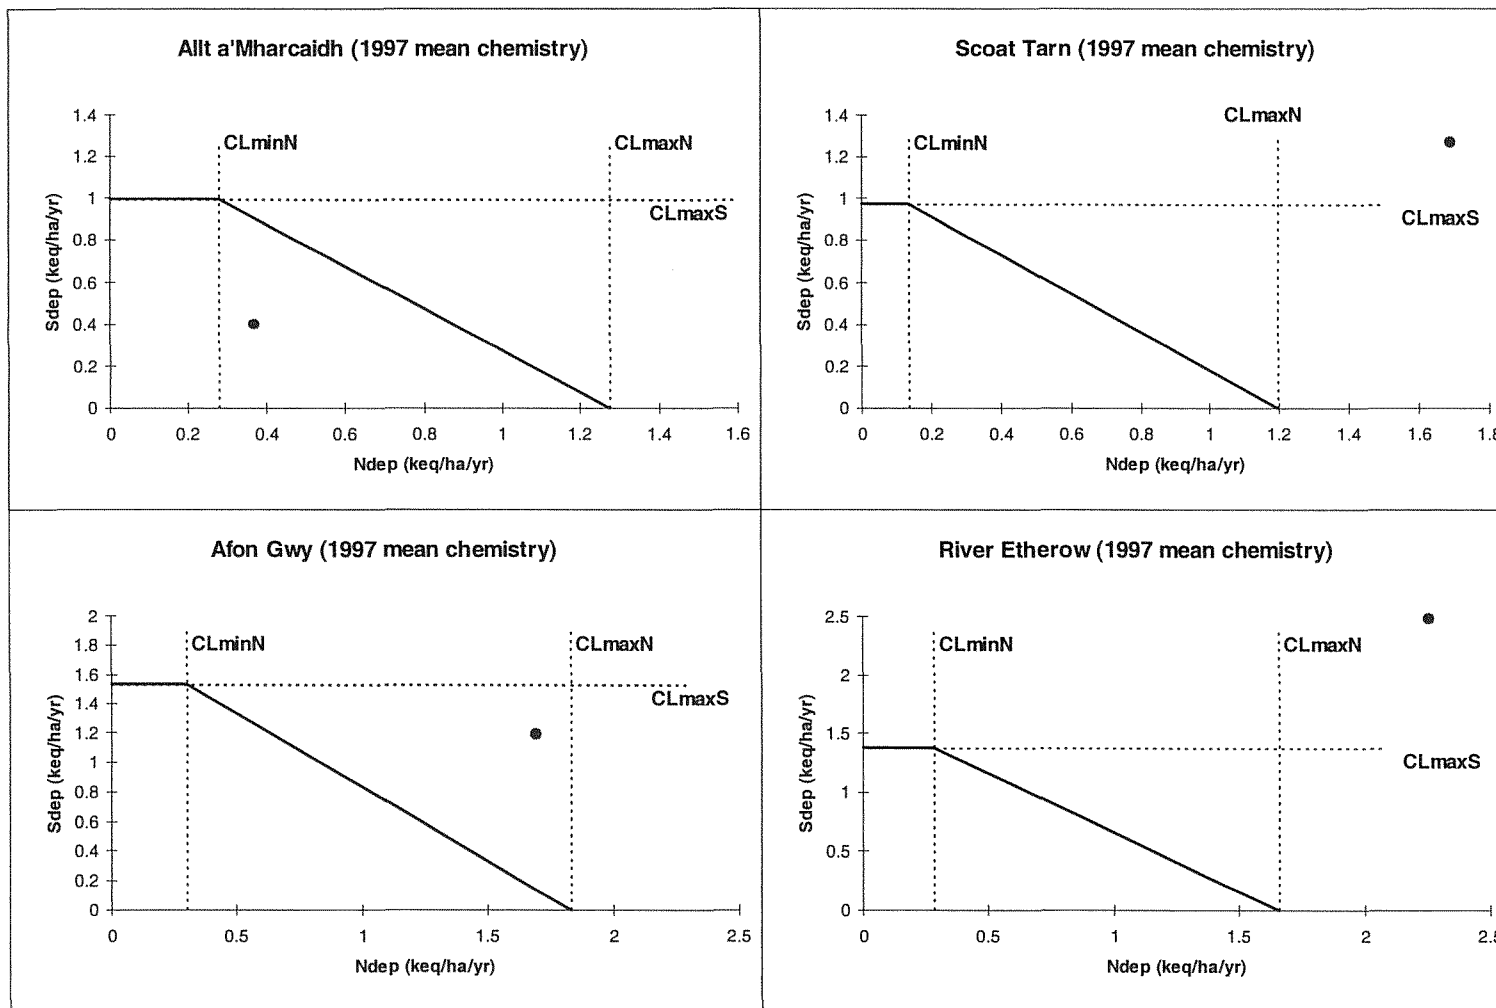 Allt a'Mharcaidh (1997 mean chemistry)
1.4
1.2
1
0.8
0.6
0.4
0.2
0
CLminN
CLmaxN
CLmaxS
Sdep (keq/ha/yr)
0 0.2 0.4 0.6 0.8 1 1.2 1.4 1.6
Ndep (keq/ha/yr)
Scoat Tarn (1997 mean chemistry)
1.4
1.2
1
0.8
0.6
0.4
0.2
0
CLmaxN
CLminN
CLmaxS
Sdep (keq/ha/yr)
0 0.2 0.4 0.6 0.8 1 1.2 1.4 1.6 1.8
Ndep (keq/ha/yr)
Afon Gwy (1997 mean chemistry)
2
1.8
1.6
1.4
1.2
1
0.8
0.6
0.4
0.2
0
CLminN
CLmaxN
CLmaxS
Sdep (keq/ha/yr)
0 0.5 1 1.5 2 2.5
Ndep (keq/ha/yr)
River Etherow (1997 mean chemistry)
2.5
2
1.5
1
0.5
0
CLminN
CLmaxN
CLmaxS
Sdep (keq/ha/yr)
0 0.5 1 1.5 2 2.5
Ndep (keq/ha/yr)